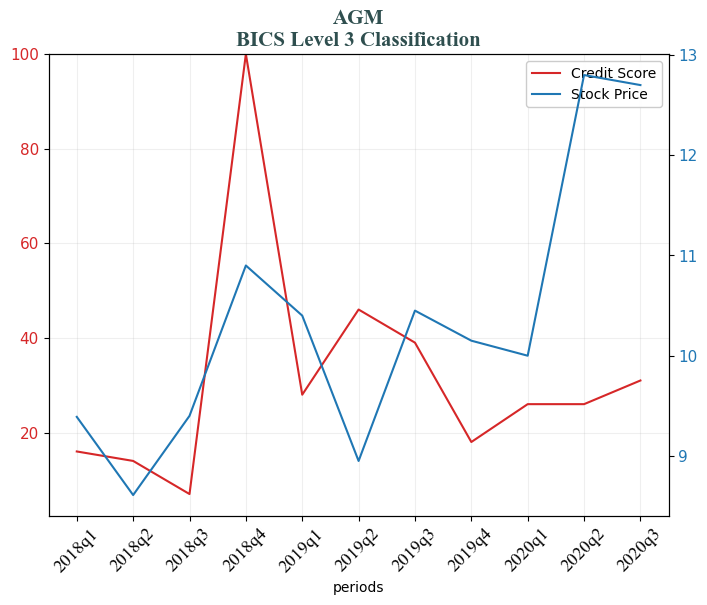 AGM
BICS Level 3 Classification
Credit Score
Stock Price
100
80
60
40
20
13
12
11
10
9
2018q1
2018q2
2018q3
2018q4
2019q1
2019q2
2019q3
2019q4
2020q1
2020q2
2020q3
periods